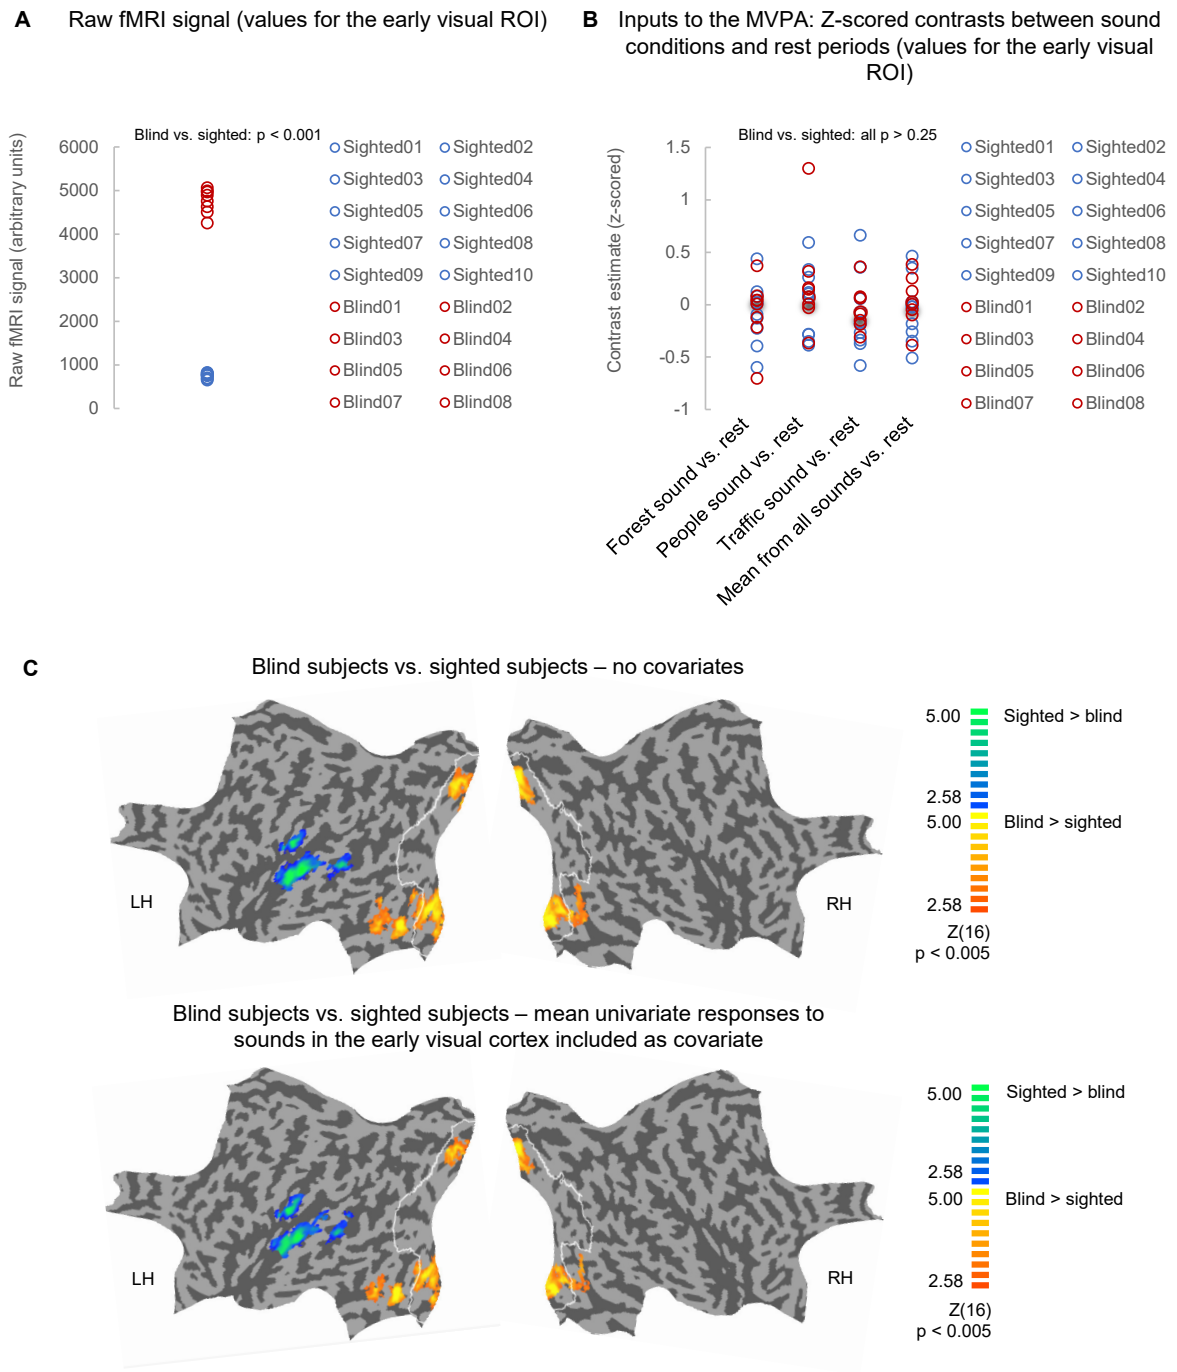 A
Raw fMRI signal (values for the early visual ROI)
Blind vs. sighted: p < 0.001
Raw fMRI signal (arbitrary units)
6000
5000
4000
3000
2000
1000
0
Sighted01 Sighted02
Sighted03 Sighted04
Sighted05 Sighted06
Sighted07 Sighted08
Sighted09 Sighted10
Blind01 Blind02
Blind03 Blind04
Blind05 Blind06
Blind07 Blind08
B
Inputs to the MVPA: Z-scored contrasts between sound
conditions and rest periods (values for the early visual
ROI)
Blind vs. sighted: all p > 0.25
Contrast estimate (z-scored)
1.5
1
0.5
0
-0.5
-1
Forest sound vs. rest
People sound vs. rest
Traffic sound vs. rest
Mean from all sounds vs. rest
Sighted01 Sighted02
Sighted03 Sighted04
Sighted05 Sighted06
Sighted07 Sighted08
Sighted09 Sighted10
Blind01 Blind02
Blind03 Blind04
Blind05 Blind06
Blind07 Blind08
C
Blind subjects vs. sighted subjects – no covariates
LH
RH
5.00 Sighted > blind
2.58
5.00 Blind > sighted
2.58
Z(16)
p < 0.005
Blind subjects vs. sighted subjects – mean univariate responses to
sounds in the early visual cortex included as covariate
LH
RH
5.00 Sighted > blind
2.58
5.00 Blind > sighted
2.58
Z(16)
p < 0.005